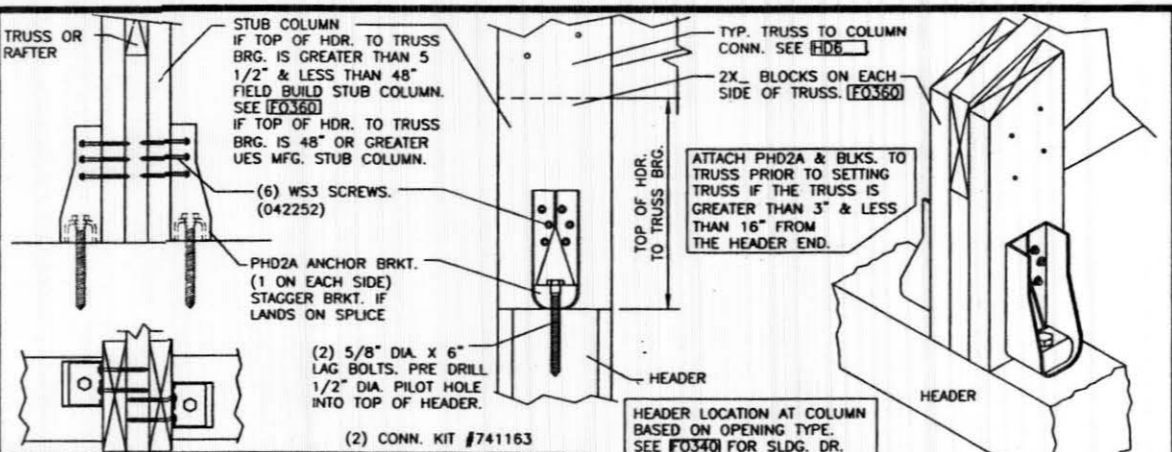 TRUSS OR
RAFTER
STUB COLUMN
IF TOP OF HDR. TO TRUSS
BRG. IS GREATER THAN 5
1/2" & LESS THAN 48"
FIELD BUILD STUB COLUMN.
SEE FO360
IF TOP OF HDR. TO TRUSS
BRG. IS 48" OR GREATER
UES MFG. STUB COLUMN.
(6) WS3 SCREWS.
(042252)
PHD2A ANCHOR BRKT.
(1 ON EACH SIDE)
STAGGER BRKT. IF
LANDS ON SPLICE
(2) 5/8" DIA. X 6"
LAG BOLTS. PRE DRILL
1/2" DIA. PILOT HOLE
INTO TOP OF HEADER.
(2) CONN. KIT #741163
TYP. TRUSS TO COLUMN
CONN. SEE HD6__
2X_ BLOCKS ON EACH
SIDE OF TRUSS. FO360
TOP OF HDR.
TO TRUSS BRG.
ATTACH PHD2A & BLKS. TO
TRUSS PRIOR TO SETTING
TRUSS IF THE TRUSS IS
GREATER THAN 3" & LESS
THAN 16" FROM
THE HEADER END.
HEADER
HEADER LOCATION AT COLUMN
BASED ON OPENING TYPE.
SEE FO340 FOR SLDG. DR.
HEADER